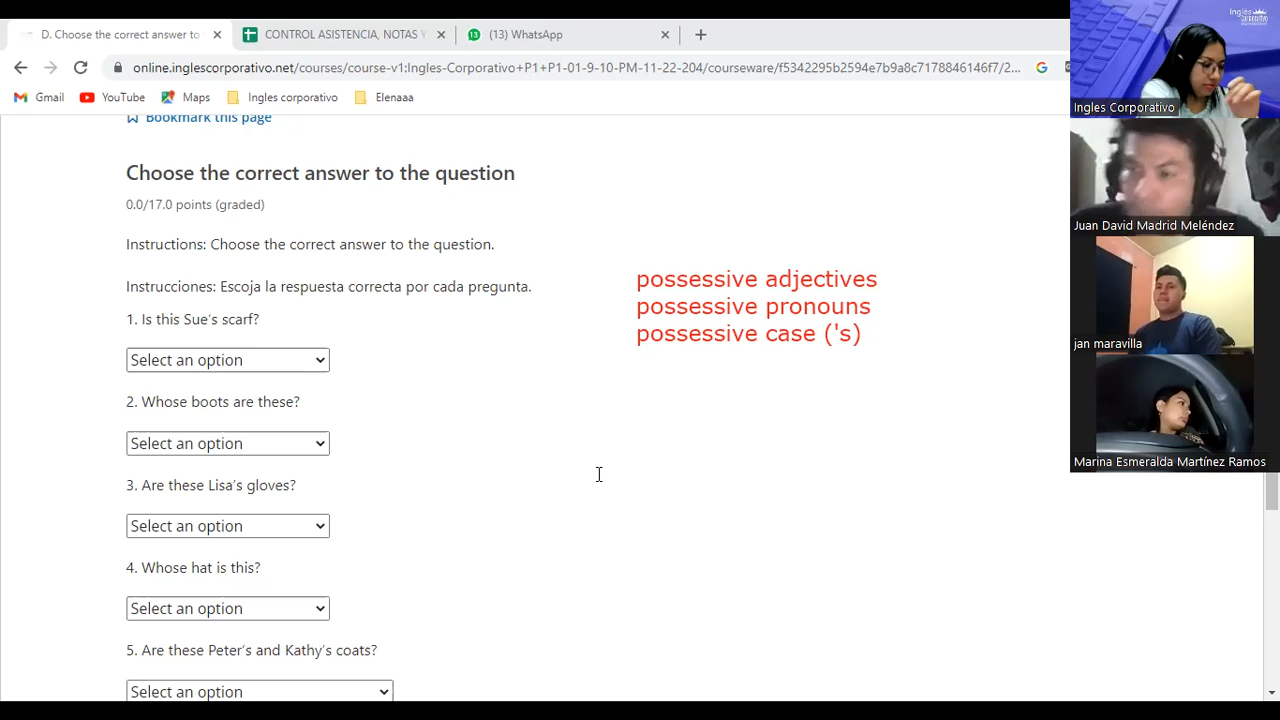 D. Choose the correct answer to
CONTROL ASISTENCIA, NOTAS Y
(13) WhatsApp
online.inglescorporativo.net/courses/course-v1:Ingles-Corporativo+P1+P1-01-9-10-PM-11-22-204/courseware/f5342295b2594e7b9a8c7178846146f7/2...
Gmail
YouTube
Maps
Ingles corporativo
Elenaaa
Bookmark this page
Choose the correct answer to the question
0.0/17.0 points (graded)
Instructions: Choose the correct answer to the question.
Instrucciones: Escoja la respuesta correcta por cada pregunta.
1. Is this Sue's scarf?
Select an option
2. Whose boots are these?
Select an option
3. Are these Lisa's gloves?
Select an option
4. Whose hat is this?
Select an option
5. Are these Peter's and Kathy's coats?
Select an option
possessive adjectives
possessive pronouns
possessive case ('s)
Ingles Corporativo
Juan David Madrid Meléndez
jan maravilla
Marina Esmeralda Martínez Ramos